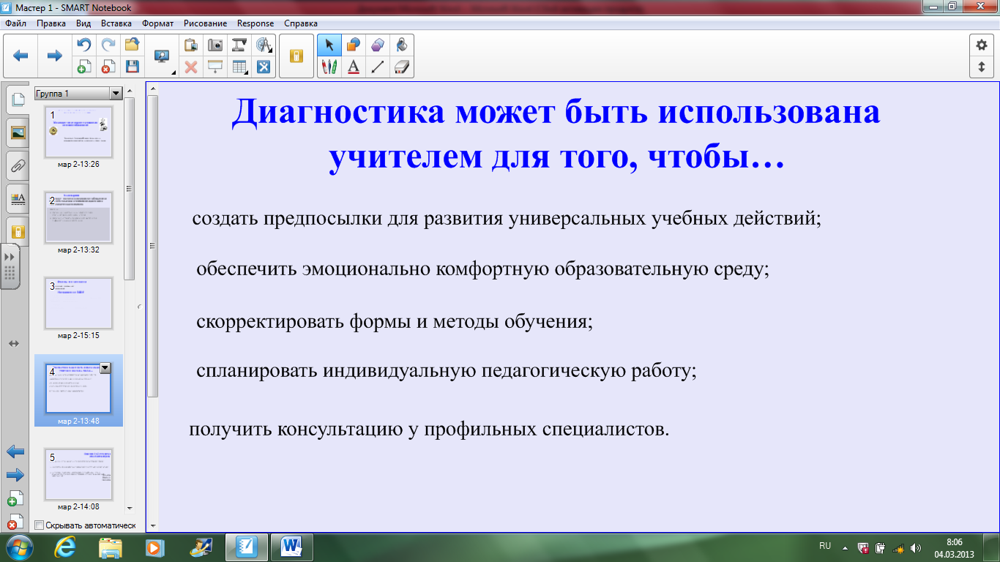 Мастер 1 - SMART Notebook
Файл Правка Вид Вставка Формат Рисование Response Справка
Группа 1
1
мар 2-13:26
2
мар 2-13:32
3
мар 2-15:15
4
мар 2-13:48
5
мар 2-14:08
Скрывать автоматическ
Диагностика может быть использована
учителем для того, чтобы…
создать предпосылки для развития универсальных учебных действий;
обеспечить эмоционально комфортную образовательную среду;
скорректировать формы и методы обучения;
спланировать индивидуальную педагогическую работу;
получить консультацию у профильных специалистов.
RU
8:06
04.03.2013